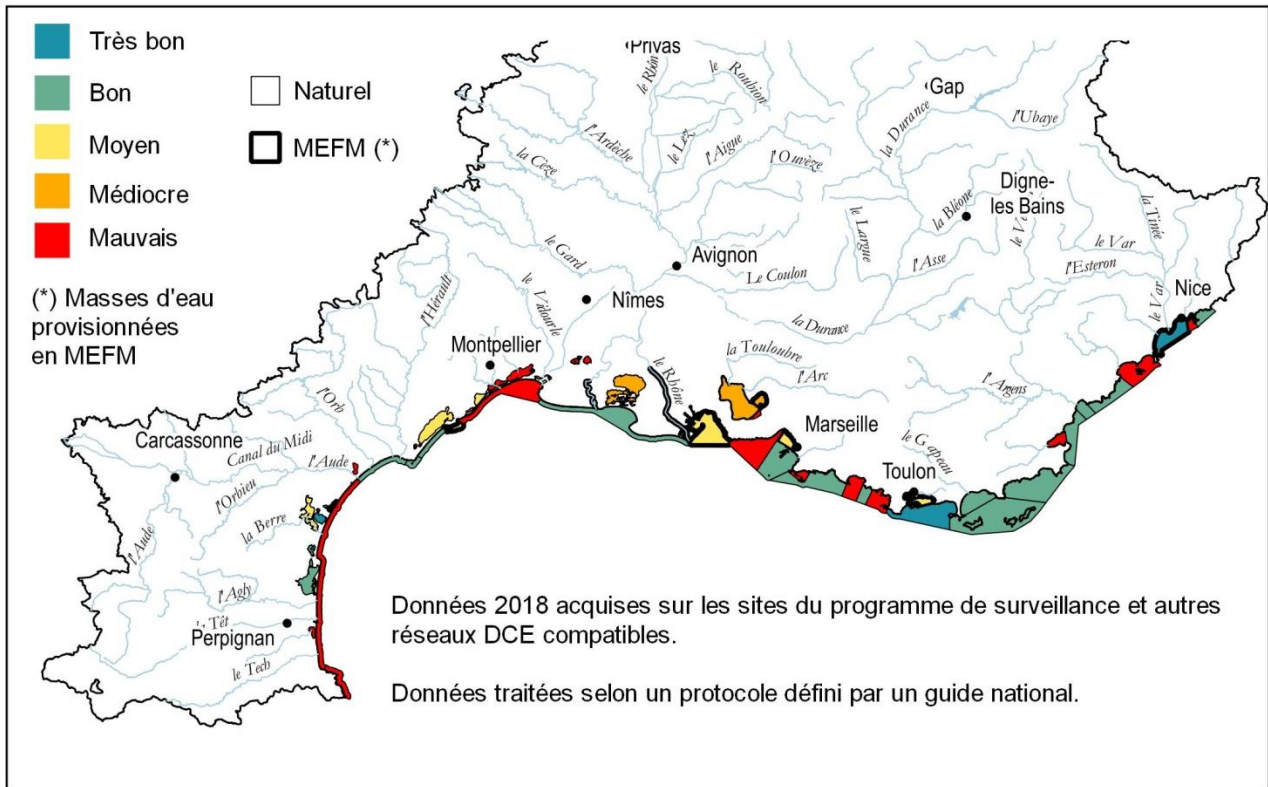 Très bon
Bon
Moyen
Médiocre
Mauvais
Naturel
MEFM (*)
(*) Masses d'eau
provisionnées
en MEFM
Privas
le Rhôn
le Roubion
Gap
la Durance
l'Ubaye
l'Ardèche
le Lez
l'Aigue
la Cèze
l'Ouvèze
Digne-
les Bains
la Bléone
la Tinée
le Gard
Avignon
le Largue
l'Asse
le Var
Le Coulon
l'Esteron
l'Hérault
le Vidourle
Nîmes
le Var
Nice
la Durance
Montpellier
le Rhône
la Touloubre
l'Arc
l'Argens
l'Orb
Marseille
Carcassonne
Canal du Midi
l'Aude
le Gapeau
Toulon
l'Orbieu
la Berre
l'Aude
l'Agly
Têt
Perpignan
le Tech
Données 2018 acquises sur les sites du programme de surveillance et autres
réseaux DCE compatibles.
Données traitées selon un protocole défini par un guide national.